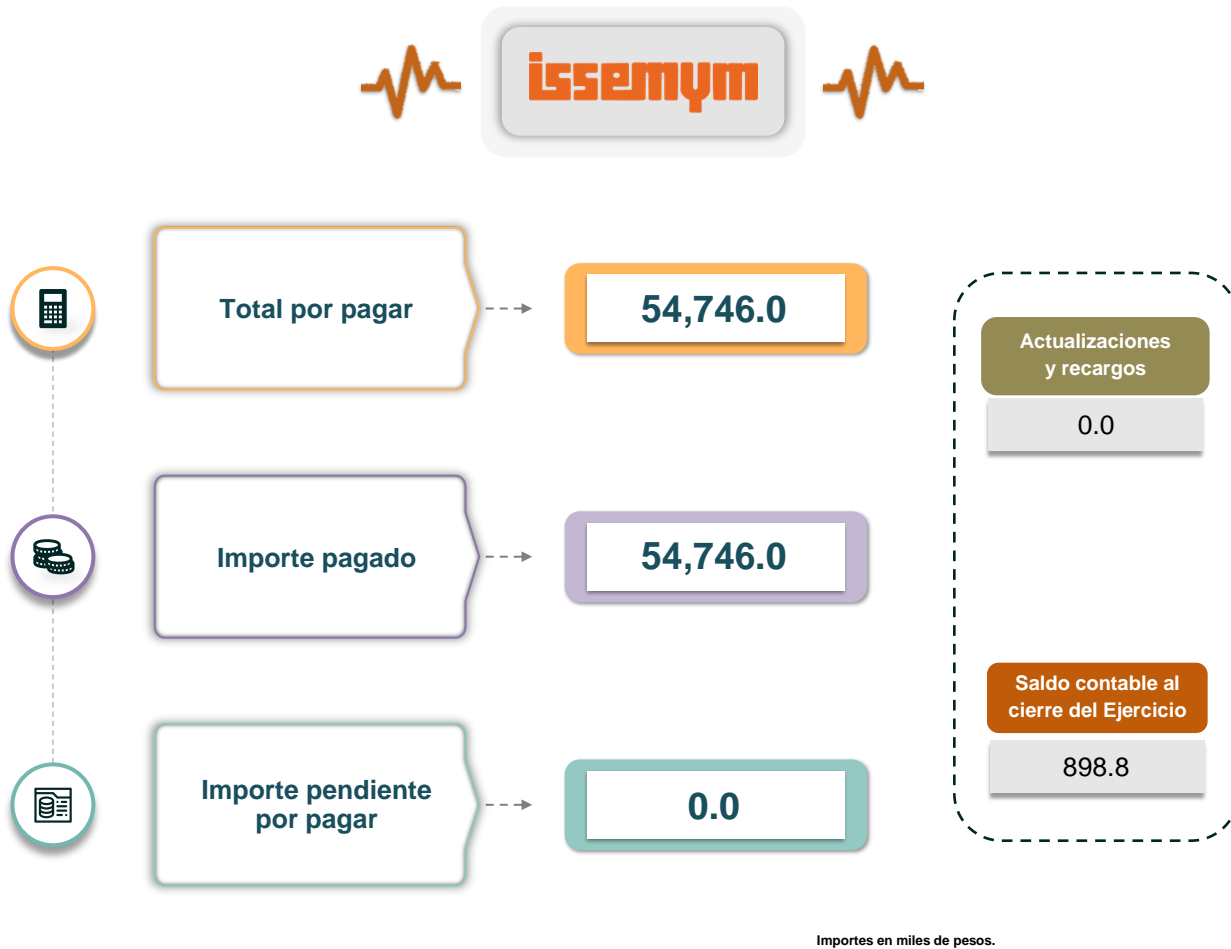 issemym
Total por pagar
54,746.0
Actualizaciones
y recargos
0.0
Importe pagado
54,746.0
Importe pendiente
por pagar
0.0
Saldo contable al
cierre del Ejercicio
898.8
Importes en miles de pesos.